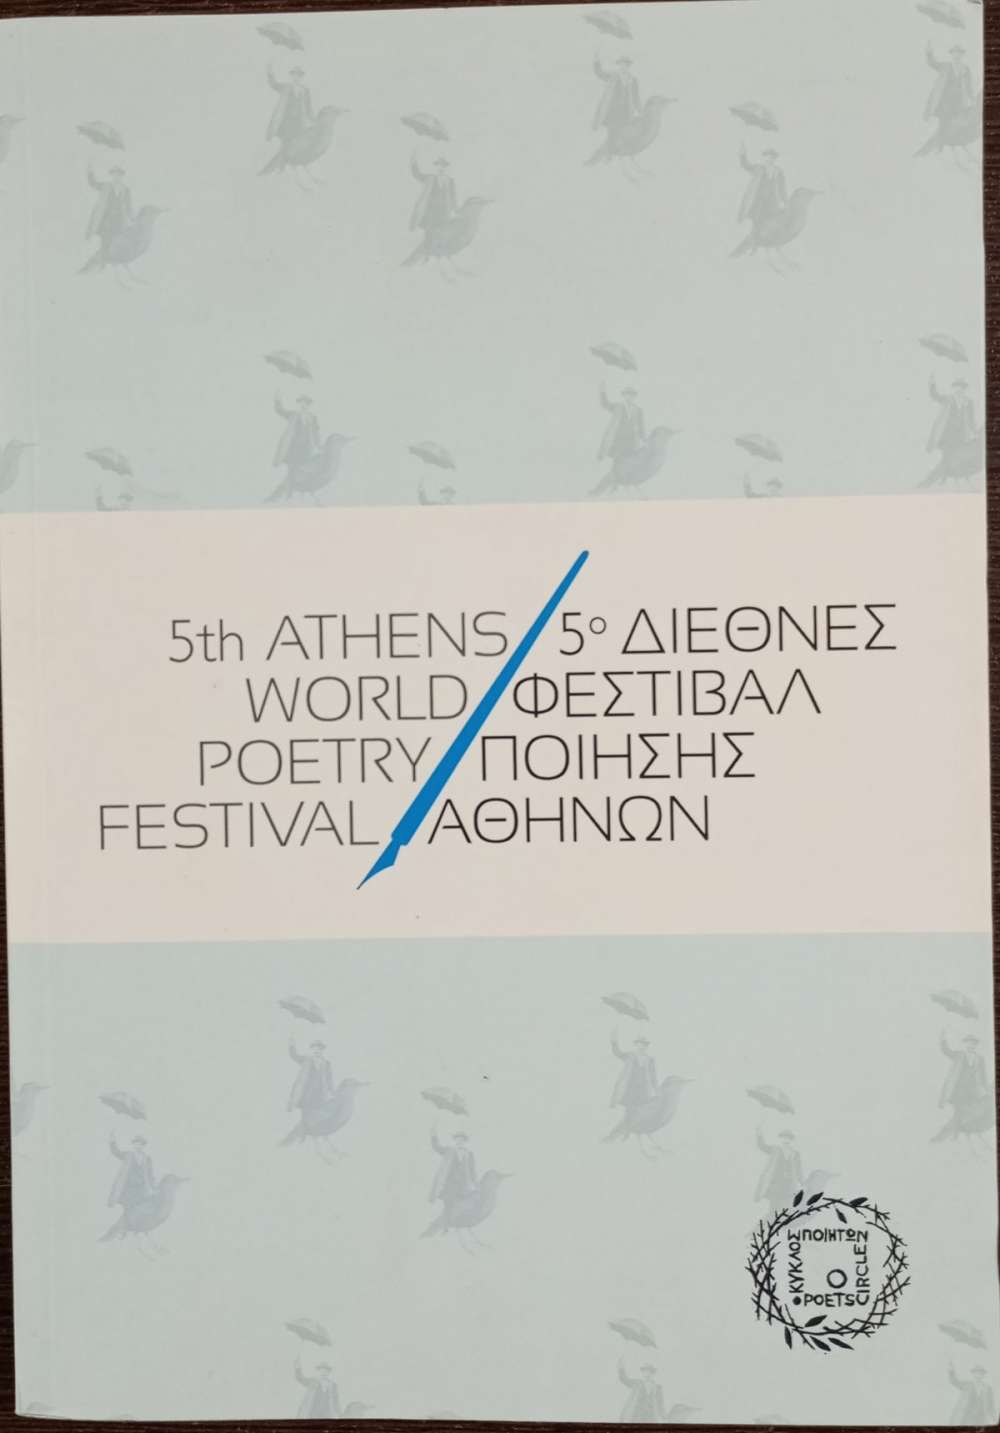 5th ATHENS
WORLD
POETRY
FESTIVAL
5ο ΔΙΕΘΝΕΣ
ΦΕΣΤΙΒΑΛ
ΠΟΙΗΣΗΣ
ΑΘΗΝΩΝ
ΚΥΚΛΟΣ
ΠΟΙΗΤΩΝ
POETS
CIRCLE